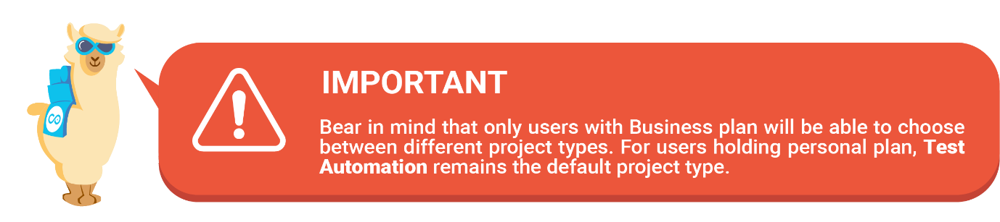 IMPORTANT
Bear in mind that only users with Business plan will be able to choose
between different project types. For users holding personal plan, Test
Automation remains the default project type.